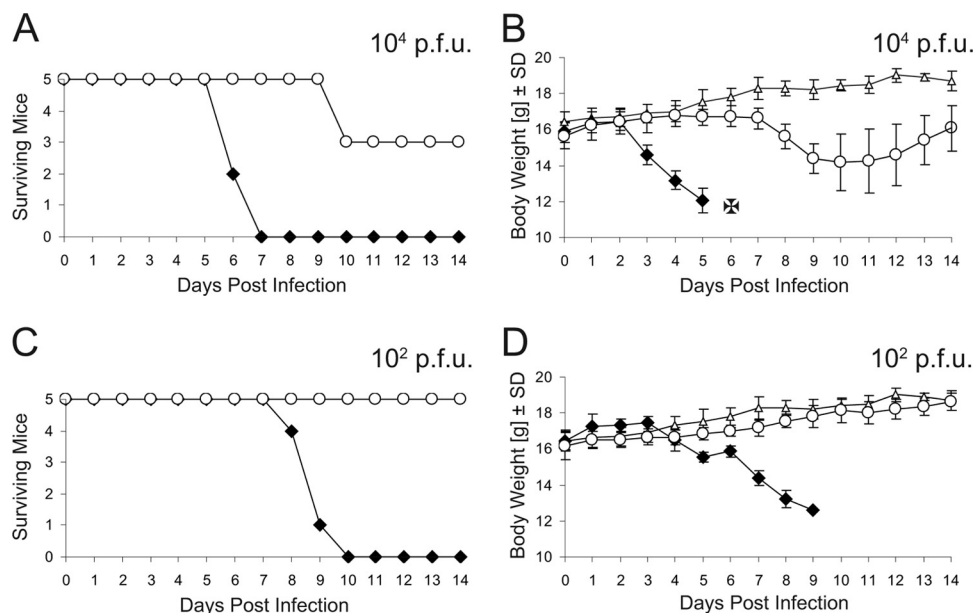 A
10⁴ p.f.u.
Surviving Mice
5
4
3
2
1
0
0 1 2 3 4 5 6 7 8 9 10 11 12 13 14
Days Post Infection
B
10⁴ p.f.u.
Body Weight [g] ± SD
20
18
16
14
12
10
0 1 2 3 4 5 6 7 8 9 10 11 12 13 14
Days Post Infection
C
10² p.f.u.
Surviving Mice
5
4
3
2
1
0
0 1 2 3 4 5 6 7 8 9 10 11 12 13 14
Days Post Infection
D
10² p.f.u.
Body Weight [g] ± SD
20
18
16
14
12
10
0 1 2 3 4 5 6 7 8 9 10 11 12 13 14
Days Post Infection